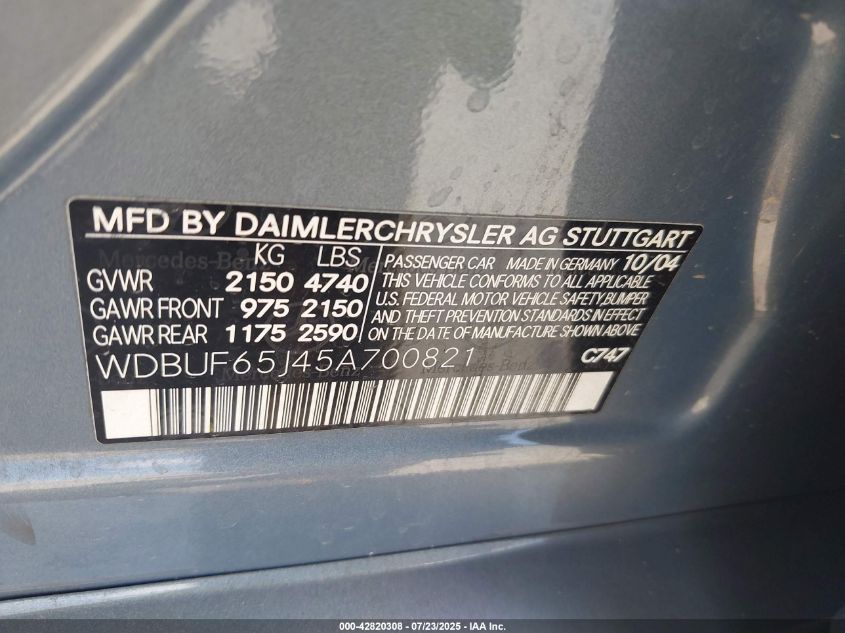 MFD BY DAIMLERCHRYSLER AG STUTTGART
KG LBS
GVWR 2150 4740
GAWR FRONT 975 2150
GAWR REAR 1175 2590
PASSENGER CAR MADE IN GERMANY 10/04
THIS VEHICLE CONFORMS TO ALL APPLICABLE
U.S. FEDERAL MOTOR VEHICLE SAFETY, BUMPER
AND THEFT PREVENTION STANDARDS IN EFFECT
ON THE DATE OF MANUFACTURE SHOWN ABOVE
WDBUF65J45A700821 C747
Mercedes-Benz
000-42820308 - 07/23/2025 - IAA Inc.